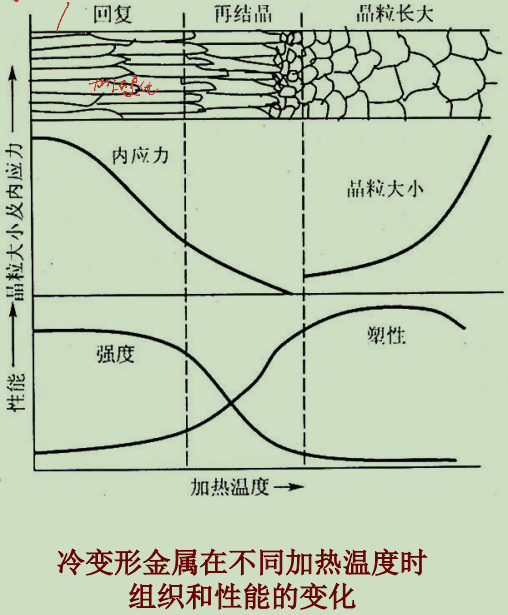 回复 再结晶 晶粒长大
晶粒大小及内应力
内应力
晶粒大小
性能
强度
塑性
加热温度
冷变形金属在不同加热温度时
组织和性能的变化